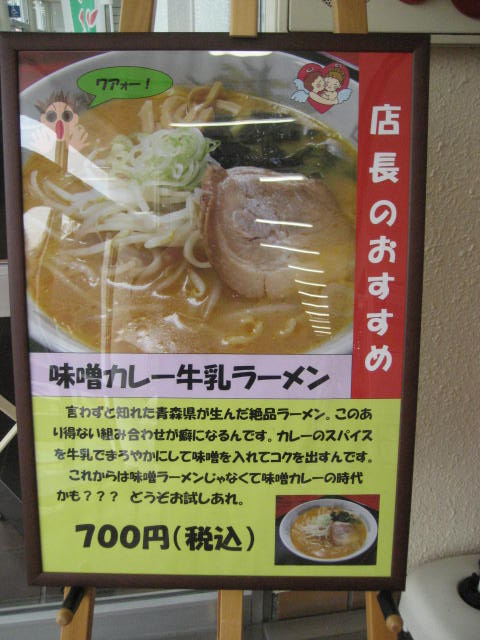 ワァォー!
店長のおすすめ
味噌カレー牛乳ラーメン
言わずと知れた青森県が生んだ絶品ラーメン。このあ
り得ない組み合わせが癖になるんです。カレーのスパイス
を牛乳でまろやかにして味噌を入れてコクを出すんです。
これからは味噌ラーメンじゃなくて味噌カレーの時代
かも??? どうぞお試しあれ。
700円(税込)